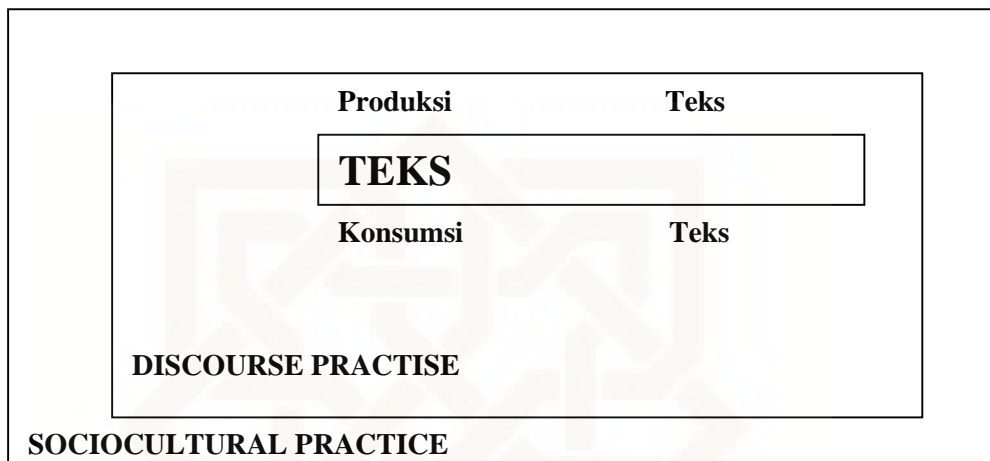 Produksi Teks
TEKS
Konsumsi Teks
DISCOURSE PRACTISE
SOCIOCULTURAL PRACTICE